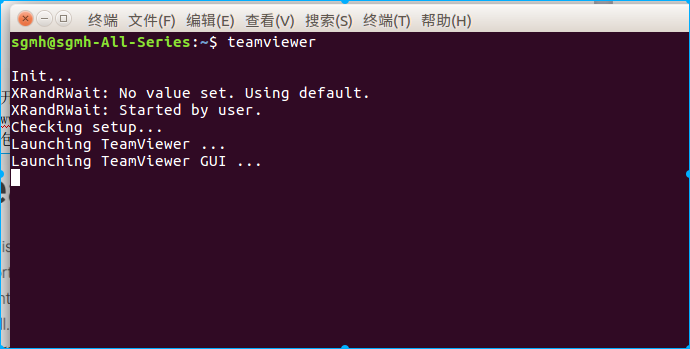 终端 文件(F) 编辑(E) 查看(V) 搜索(S) 终端(T) 帮助(H)
sgmh@sgmh-All-Series:~$ teamviewer
Init...
XRandRWait: No value set. Using default.
XRandRWait: Started by user.
Checking setup...
Launching TeamViewer ...
Launching TeamViewer GUI ...